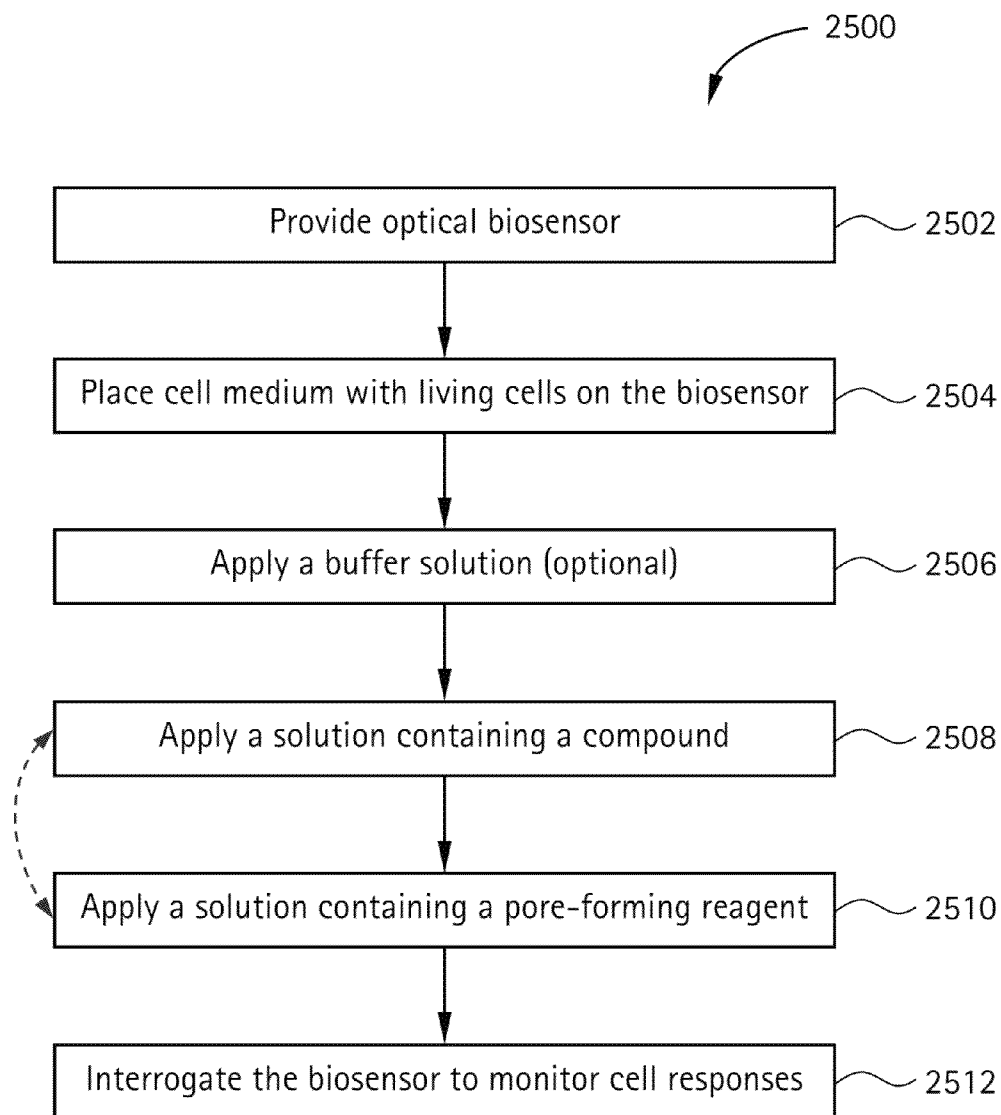 2500
Provide optical biosensor
2502
Place cell medium with living cells on the biosensor
2504
Apply a buffer solution (optional)
2506
Apply a solution containing a compound
2508
Apply a solution containing a pore-forming reagent
2510
Interrogate the biosensor to monitor cell responses
2512